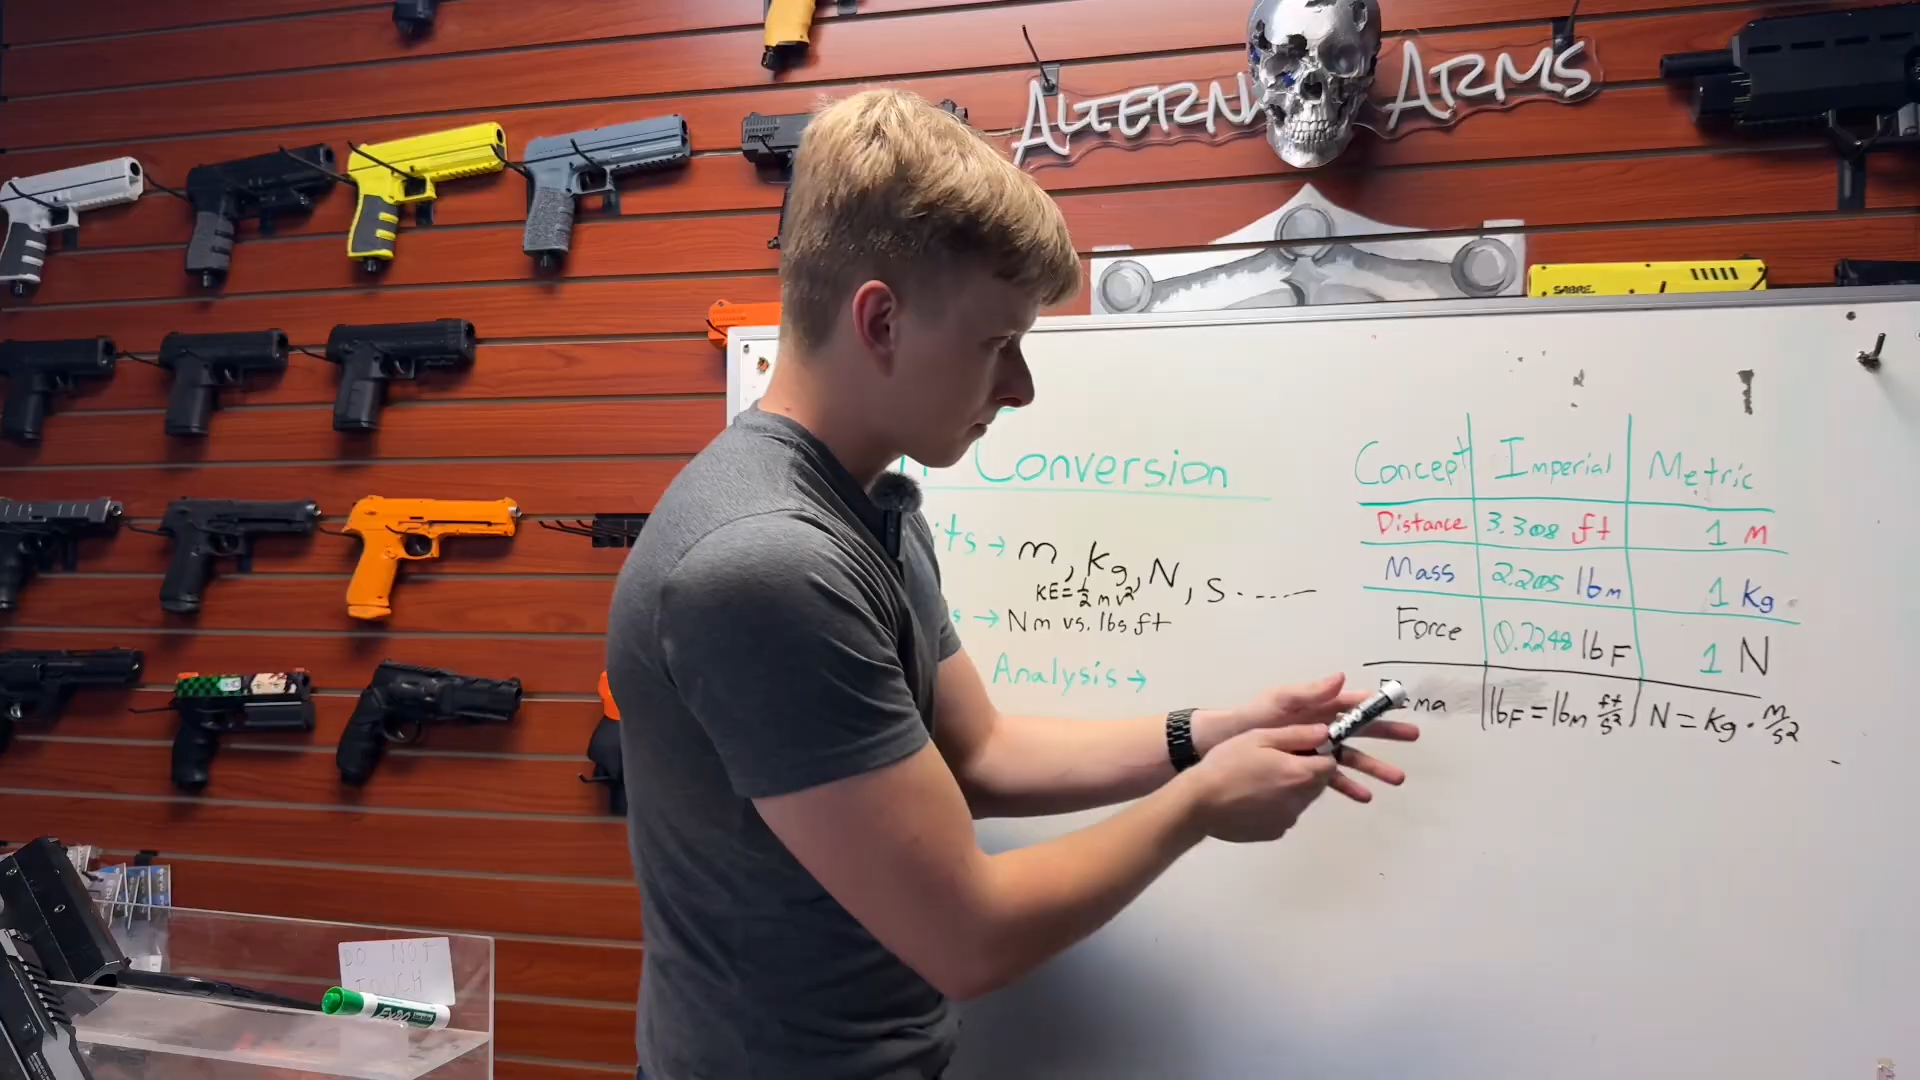 ALTERN ARMS
SABRE
Conversion
its → m, Kg, N, s.----
KE=½mv²
s → Nm vs. lbs ft
Analysis →
Concept Imperial Metric
Distance 3.308 ft 1 M
Mass 2.205 lbm 1 Kg
Force 0.2248 lbF 1 N
ma lbF = lbm ft/s² N = Kg · m/s²
DO NOT
TOUCH
EXPO